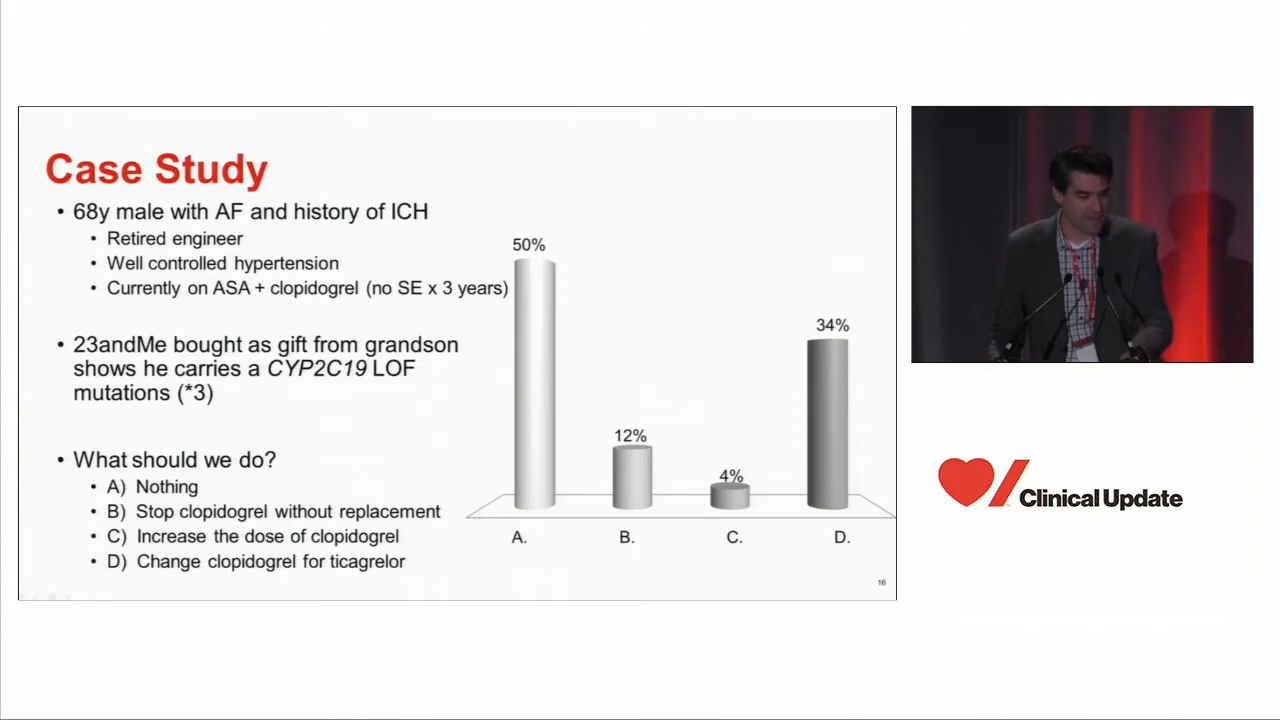 Case Study
• 68y male with AF and history of ICH
• Retired engineer
• Well controlled hypertension
• Currently on ASA + clopidogrel (no SE x 3 years)
• 23andMe bought as gift from grandson
shows he carries a CYP2C19 LOF
mutations (*3)
• What should we do?
• A) Nothing
• B) Stop clopidogrel without replacement
• C) Increase the dose of clopidogrel
• D) Change clopidogrel for ticagrelor
50%
12%
4%
34%
A.
B.
C.
D.
16
Clinical Update